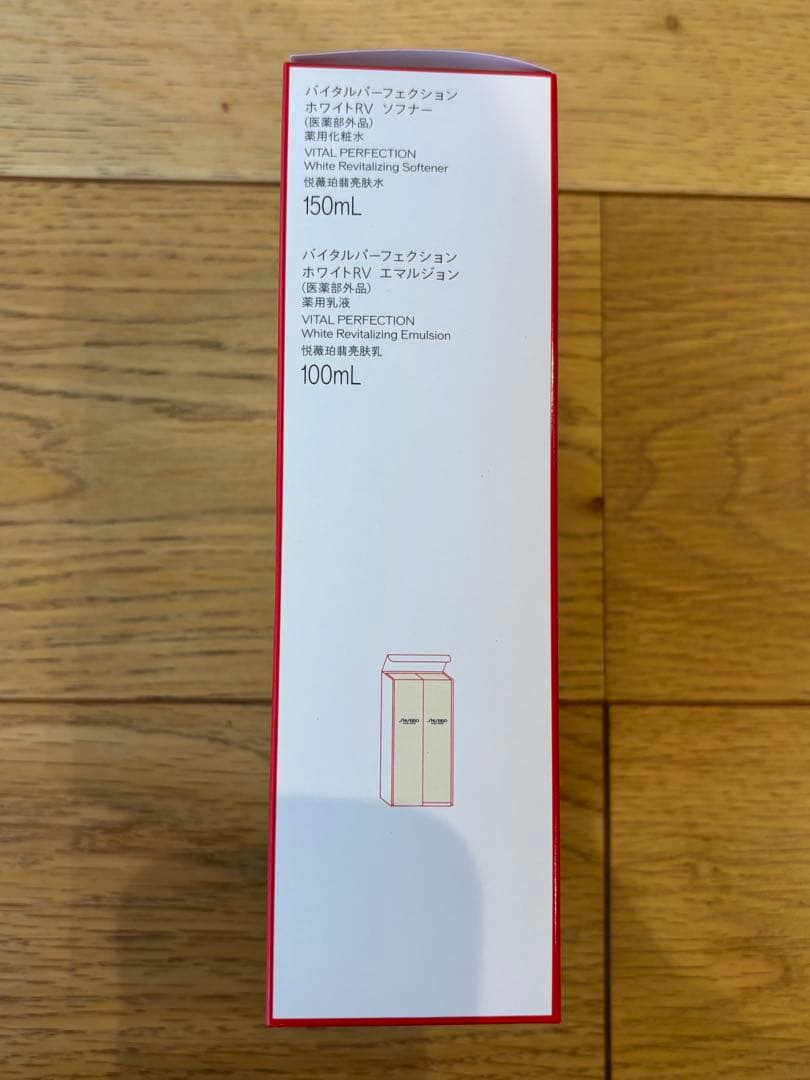 バイタルパーフェクション
ホワイトRV ソフナー
(医薬部外品)
薬用化粧水
VITAL PERFECTION
White Revitalizing Softener
悦薇珀翡亮肤水
150mL
バイタルパーフェクション
ホワイトRV エマルジョン
(医薬部外品)
薬用乳液
VITAL PERFECTION
White Revitalizing Emulsion
悦薇珀翡亮肤乳
100mL
SHISEIDO SHISEIDO